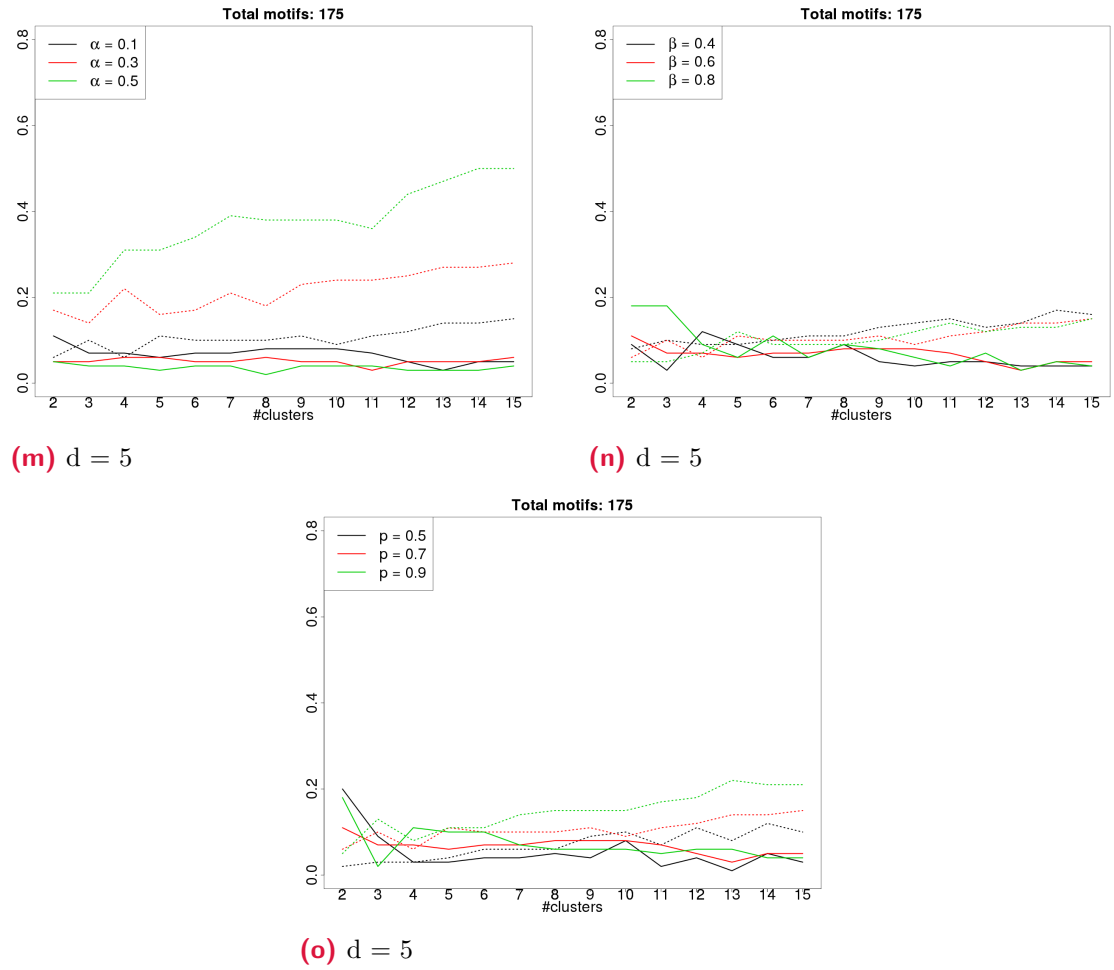 Total motifs: 175
α = 0.1
α = 0.3
α = 0.5
0.0 0.2 0.4 0.6 0.8
2 3 4 5 6 7 8 9 10 11 12 13 14 15
#clusters
(m) d = 5
Total motifs: 175
β = 0.4
β = 0.6
β = 0.8
0.0 0.2 0.4 0.6 0.8
2 3 4 5 6 7 8 9 10 11 12 13 14 15
#clusters
(n) d = 5
Total motifs: 175
p = 0.5
p = 0.7
p = 0.9
0.0 0.2 0.4 0.6 0.8
2 3 4 5 6 7 8 9 10 11 12 13 14 15
#clusters
(o) d = 5